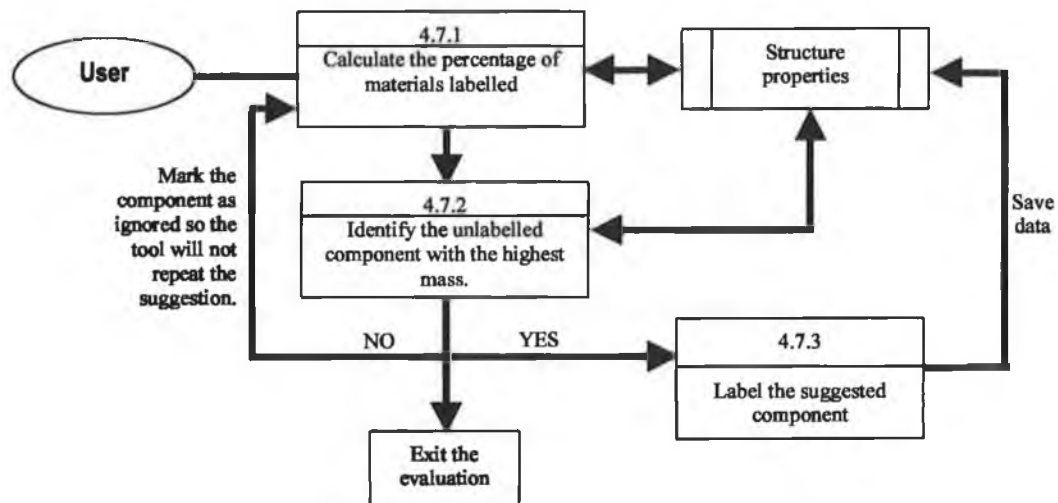 User
4.7.1
Calculate the percentage of
materials labelled
Structure
properties
Mark the
component as
ignored so the
tool will not
repeat the
suggestion.
4.7.2
Identify the unlabelled
component with the highest
mass.
Save
data
NO
YES
4.7.3
Label the suggested
component
Exit the
evaluation